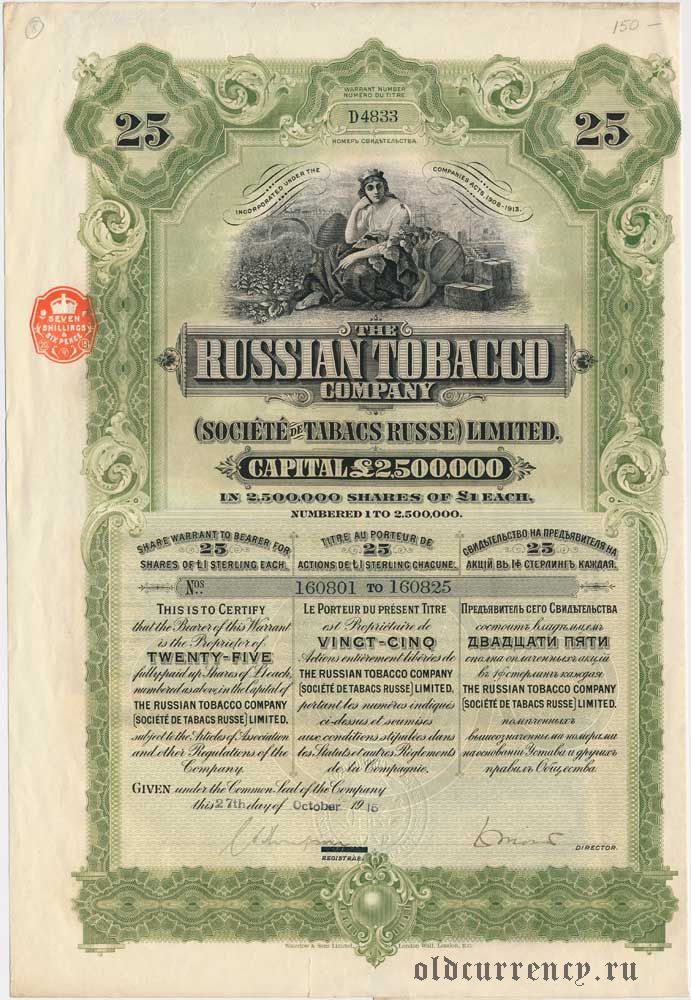 150 –
WARRANT NUMBER
NUMÉRO DU TITRE
D4833
НОМЕРЪ СВИДѢТЕЛЬСТВА
25
25
INCORPORATED UNDER THE COMPANIES ACTS, 1908-1913.
SEVEN
SHILLINGS
&
SIX PENCE
THE
RUSSIAN TOBACCO
COMPANY
(SOCIÉTÉ DE TABACS RUSSE) LIMITED.
CAPITAL £2500,000
IN 2,500,000 SHARES OF £1 EACH,
NUMBERED 1 TO 2,500,000.
SHARE WARRANT TO BEARER FOR
25
SHARES OF £1 STERLING EACH.
TITRE AU PORTEUR DE
25
ACTIONS DE £1 STERLING CHACUNE.
СВИДѢТЕЛЬСТВО НА ПРЕДЪЯВИТЕЛЯ НА
25
АКЦІЙ ВЪ 1£ СТЕРЛИНГЪ КАЖДАЯ.
Nos. 160801 TO 160825
THIS IS TO CERTIFY
that the Bearer of this Warrant
is the Proprietor of
TWENTY-FIVE
fully paid up Shares of £1 each,
numbered as above in the Capital of
THE RUSSIAN TOBACCO COMPANY
(SOCIÉTÉ DE TABACS RUSSE) LIMITED.
subject to the Articles of Association
and other Regulations of the
Company.
LE PORTEUR DU PRÉSENT TITRE
est Propriétaire de
VINGT-CINQ
Actions entièrement libérées de
THE RUSSIAN TOBACCO COMPANY
(SOCIÉTÉ DE TABACS RUSSE) LIMITED.
portant les numéros indiqués
ci-dessus et soumises
aux conditions stipulées dans
les Statuts et autres Règlements
de la Compagnie.
ПРЕДЪЯВИТЕЛЬ СЕГО СВИДѢТЕЛЬСТВА
состоитъ владѣльцемъ
ДВАДЦАТИ ПЯТИ
сполна оплаченныхъ акцій
въ 1£ стерлинъ каждая
THE RUSSIAN TOBACCO COMPANY
(SOCIÉTÉ DE TABACS RUSSE) LIMITED.
помѣченныхъ
вышеозначенными номерами
на основаніи Устава и другихъ
правилъ Общества.
GIVEN under the Common Seal of the Company
this 27th day of October 1915
REGISTRAR.
DIRECTOR.
Waterlow & Sons Limited, London Wall, London, E.C.
oldcurrency.ru